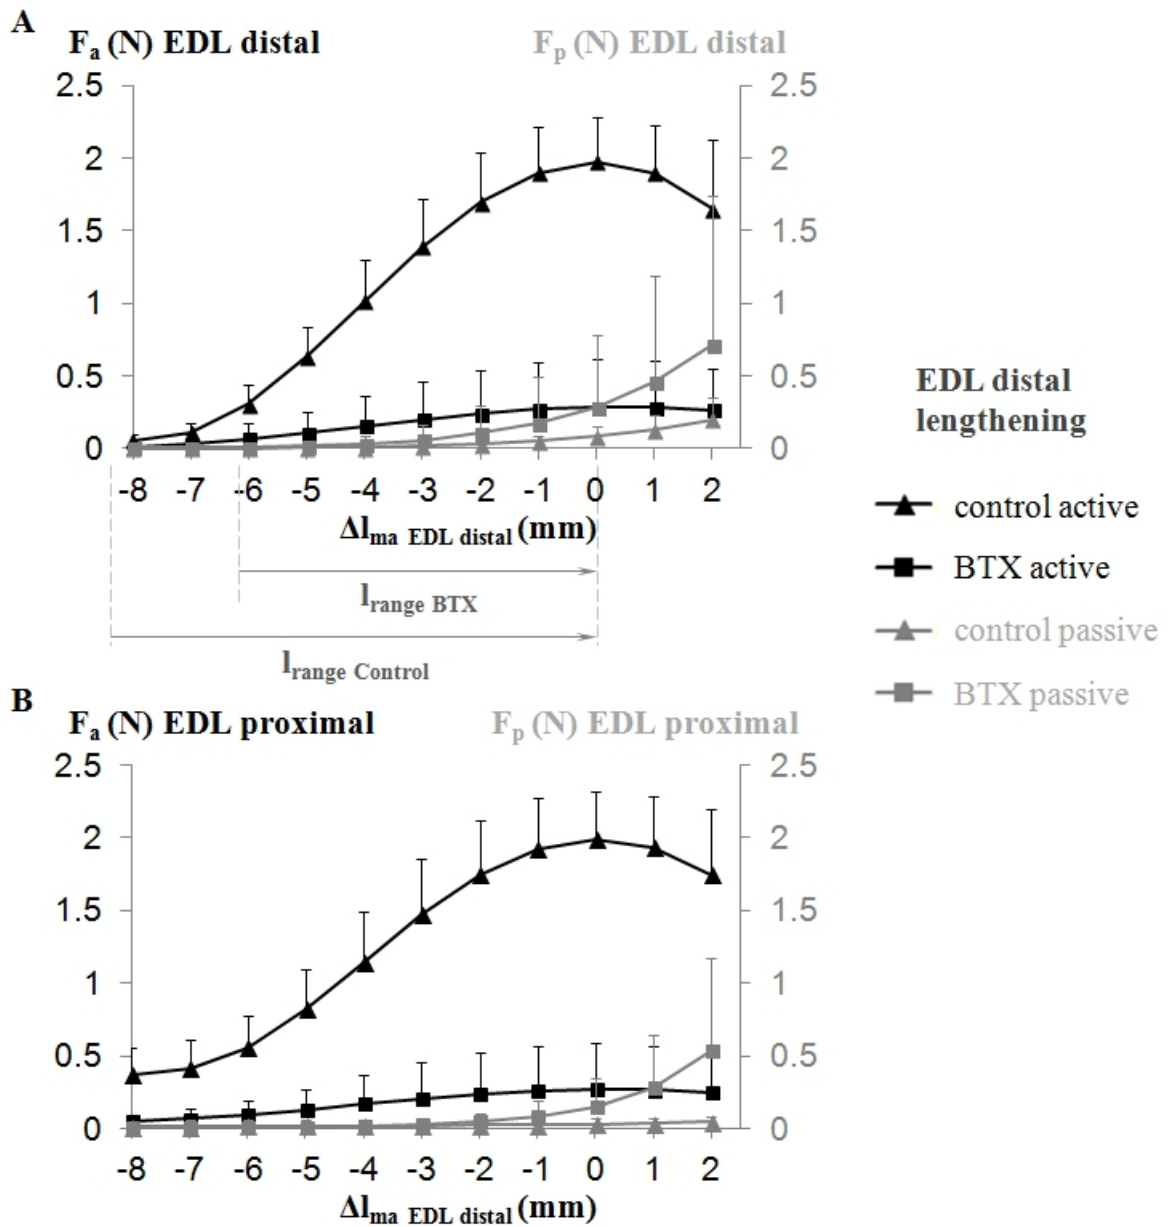 A
Fa (N) EDL distal Fp (N) EDL distal
2.5 2.5
2 2
1.5 1.5
1 1
0.5 0.5
0 0
-8 -7 -6 -5 -4 -3 -2 -1 0 1 2
Δlma EDL distal (mm)
lrange BTX
lrange Control
EDL distal
lengthening
control active
BTX active
control passive
BTX passive
B
Fa (N) EDL proximal Fp (N) EDL proximal
2.5 2.5
2 2
1.5 1.5
1 1
0.5 0.5
0 0
-8 -7 -6 -5 -4 -3 -2 -1 0 1 2
Δlma EDL distal (mm)